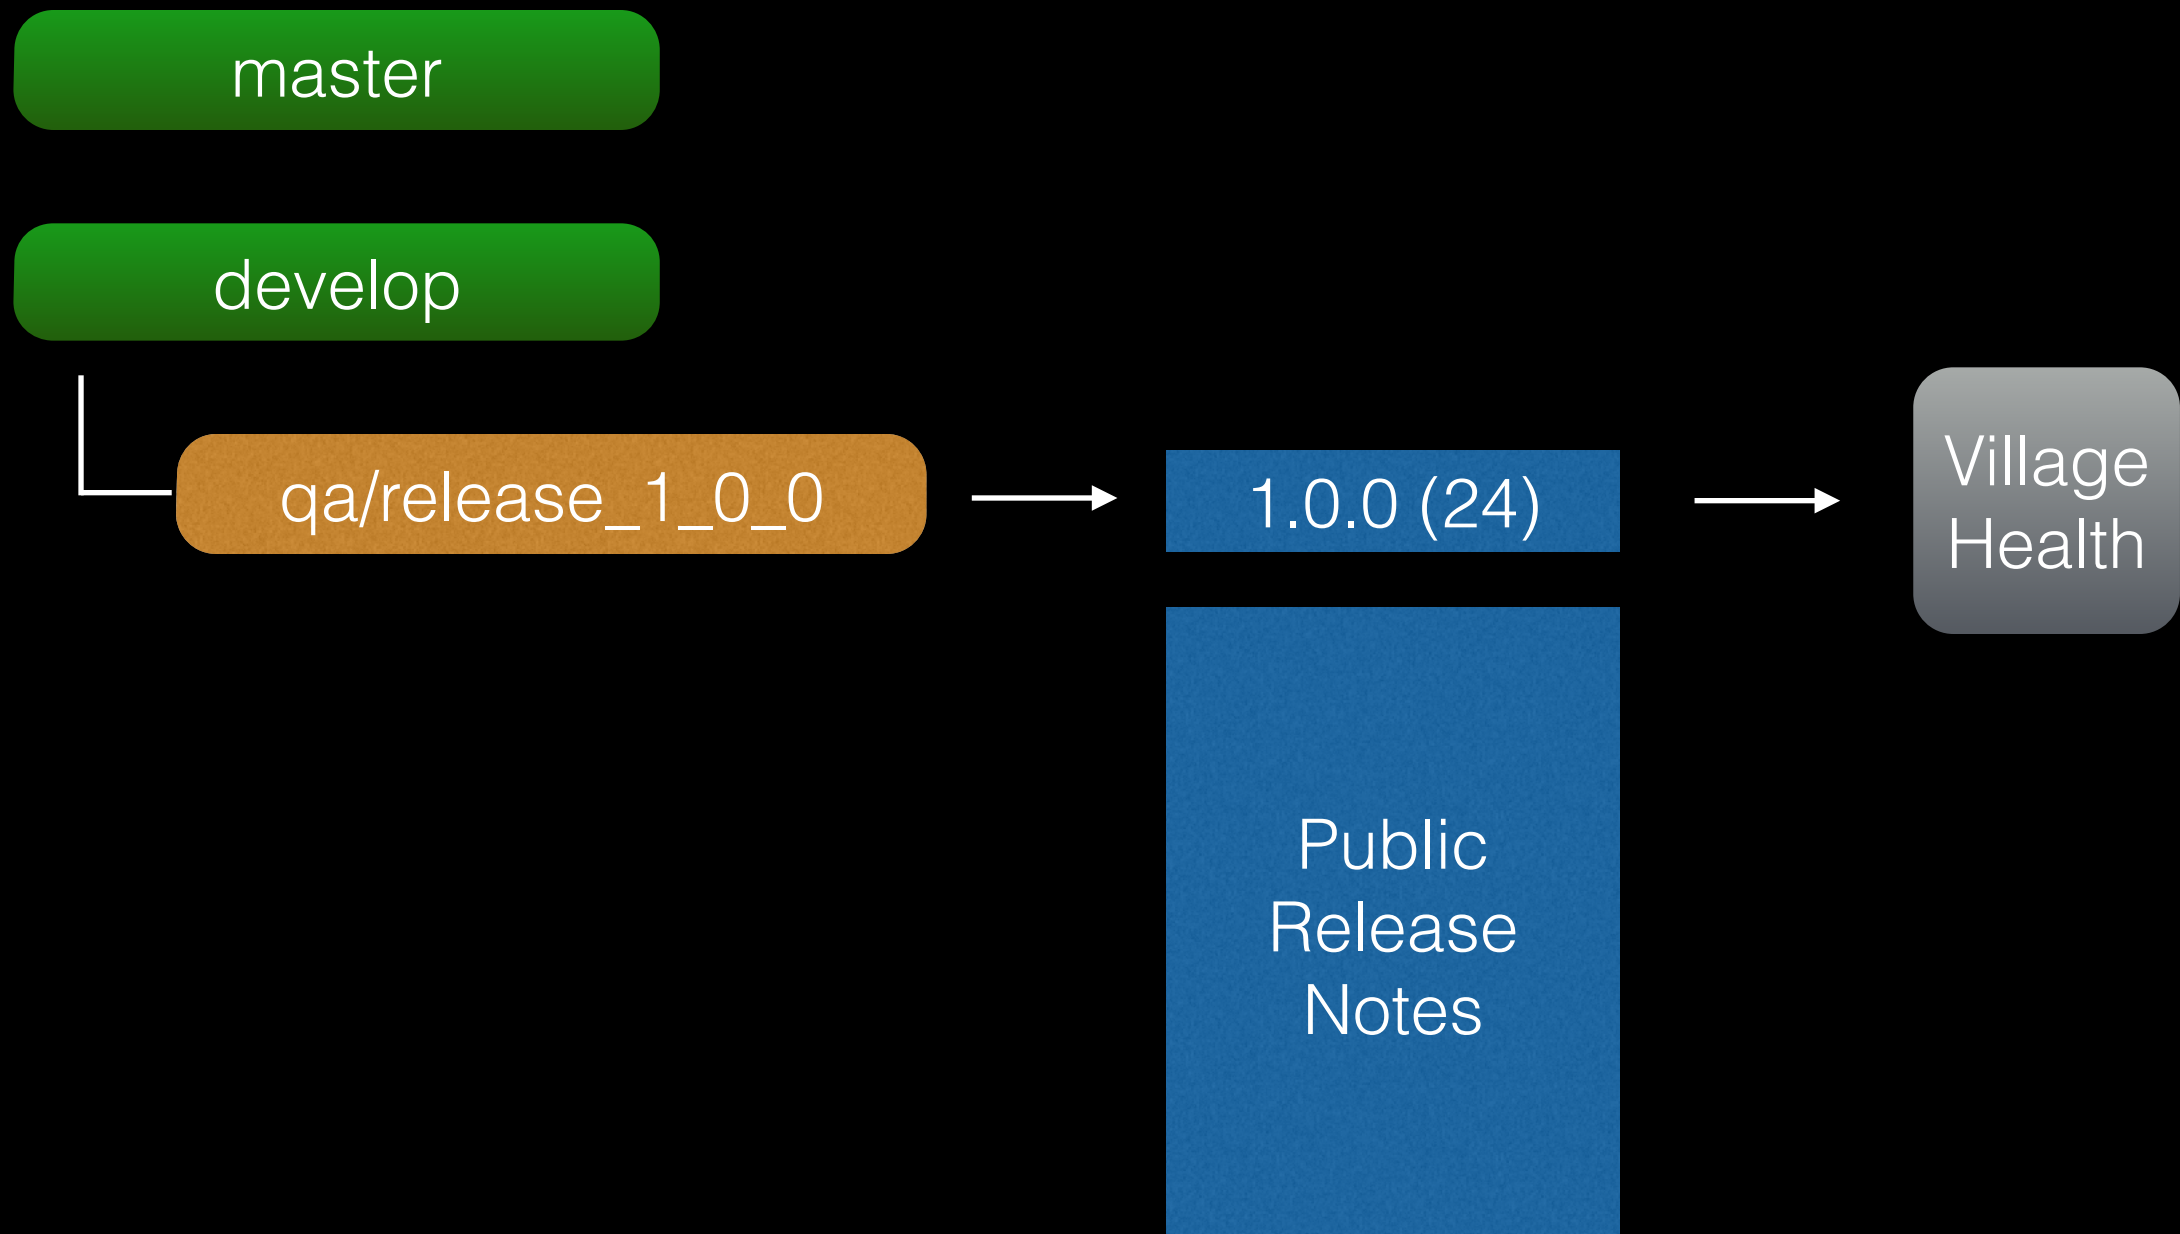 master
develop
qa/release_1_0_0
1.0.0 (24)
Village
Health
Public
Release
Notes